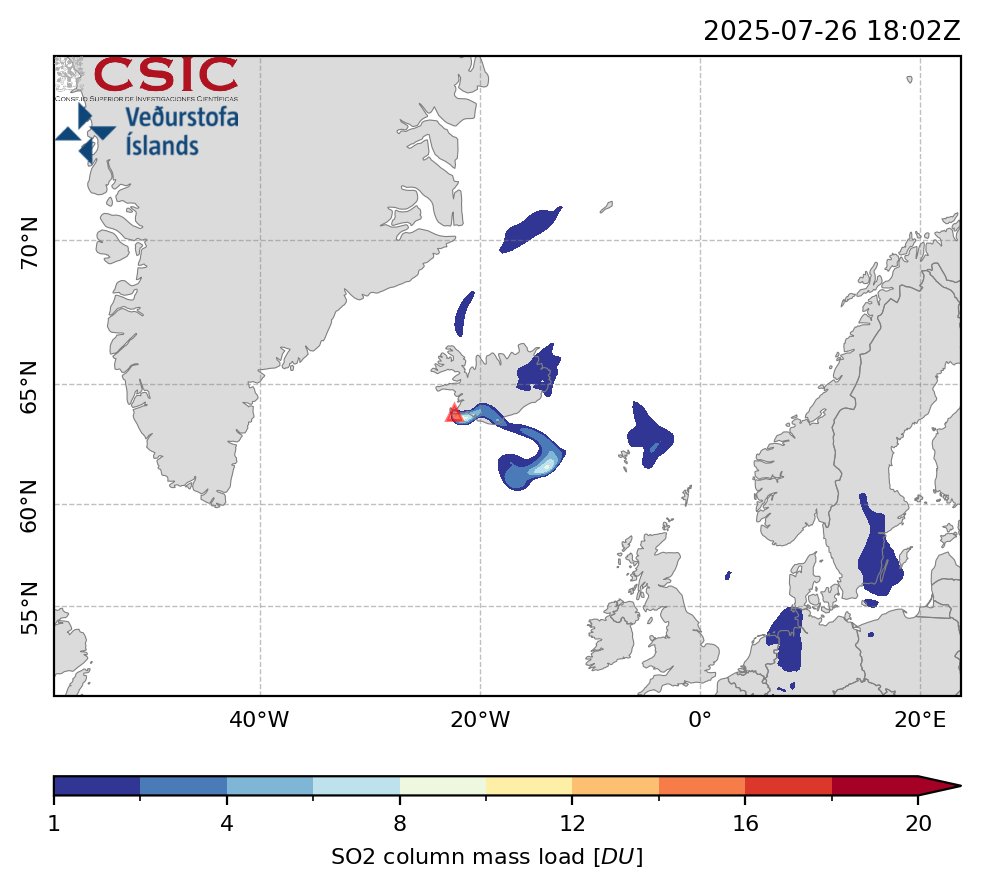 2025-07-26 18:02Z
CSIC
CONSEJO SUPERIOR DE INVESTIGACIONES CIENTÍFICAS
Veðurstofa
Íslands
70°N
65°N
60°N
55°N
40°W 20°W 0° 20°E
1 4 8 12 16 20
SO2 column mass load [DU]